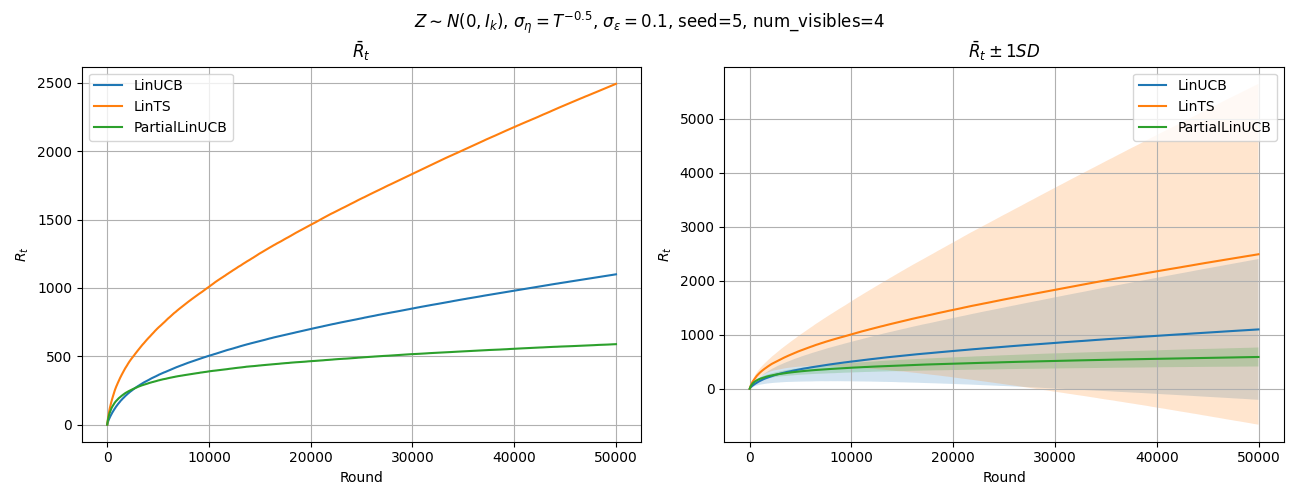 Z ~ N(0, I_k), σ_η = T^{-0.5}, σ_ε = 0.1, seed=5, num_visibles=4
R̄_t
2500
2000
1500
1000
500
0
R_t
LinUCB
LinTS
PartialLinUCB
0 10000 20000 30000 40000 50000
Round
R̄_t ± 1SD
5000
4000
3000
2000
1000
0
R_t
LinUCB
LinTS
PartialLinUCB
0 10000 20000 30000 40000 50000
Round